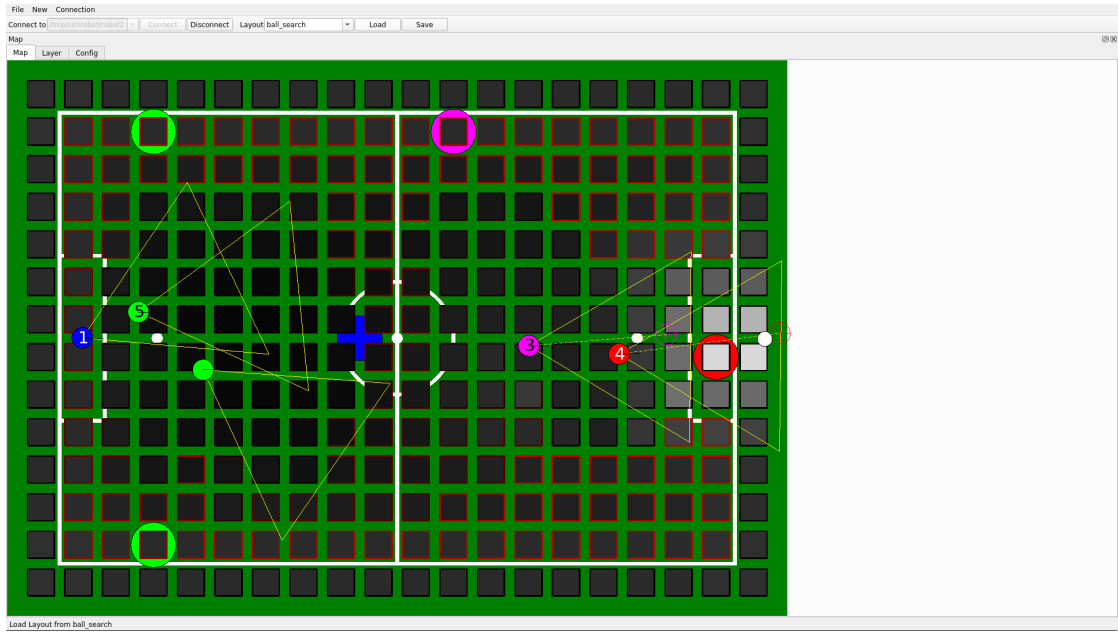 File New Connection
Connect to /tmp/simrobot/robot2 Connect Disconnect Layout ball_search Load Save
Map
Map Layer Config
5
1
3
4
Load Layout from ball_search